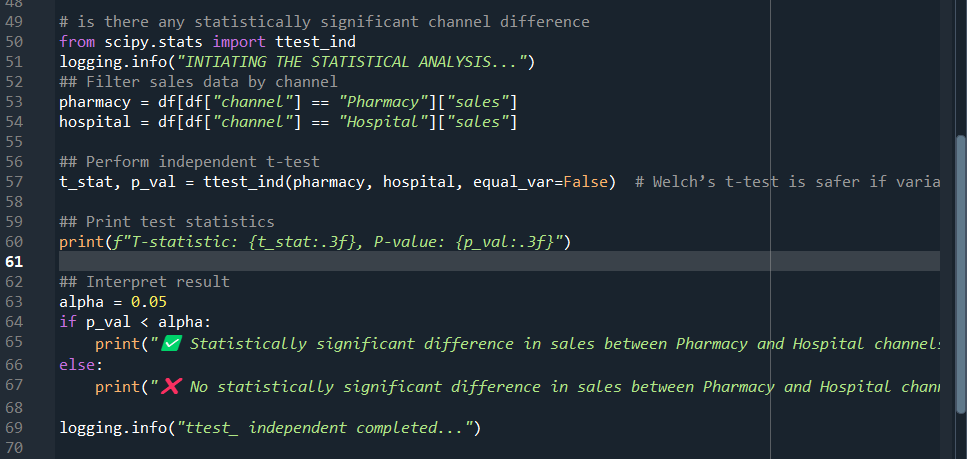 48
49 # is there any statistically significant channel difference
50 from scipy.stats import ttest_ind
51 logging.info("INTIATING THE STATISTICAL ANALYSIS...")
52 ## Filter sales data by channel
53 pharmacy = df[df["channel"] == "Pharmacy"]["sales"]
54 hospital = df[df["channel"] == "Hospital"]["sales"]
55
56 ## Perform independent t-test
57 t_stat, p_val = ttest_ind(pharmacy, hospital, equal_var=False)  # Welch’s t-test is safer if varia
58
59 ## Print test statistics
60 print(f"T-statistic: {t_stat:.3f}, P-value: {p_val:.3f}")
61
62 ## Interpret result
63 alpha = 0.05
64 if p_val < alpha:
65     print("✅ Statistically significant difference in sales between Pharmacy and Hospital channels
66 else:
67     print("❌ No statistically significant difference in sales between Pharmacy and Hospital chann
68
69 logging.info("ttest_ independent completed...")
70